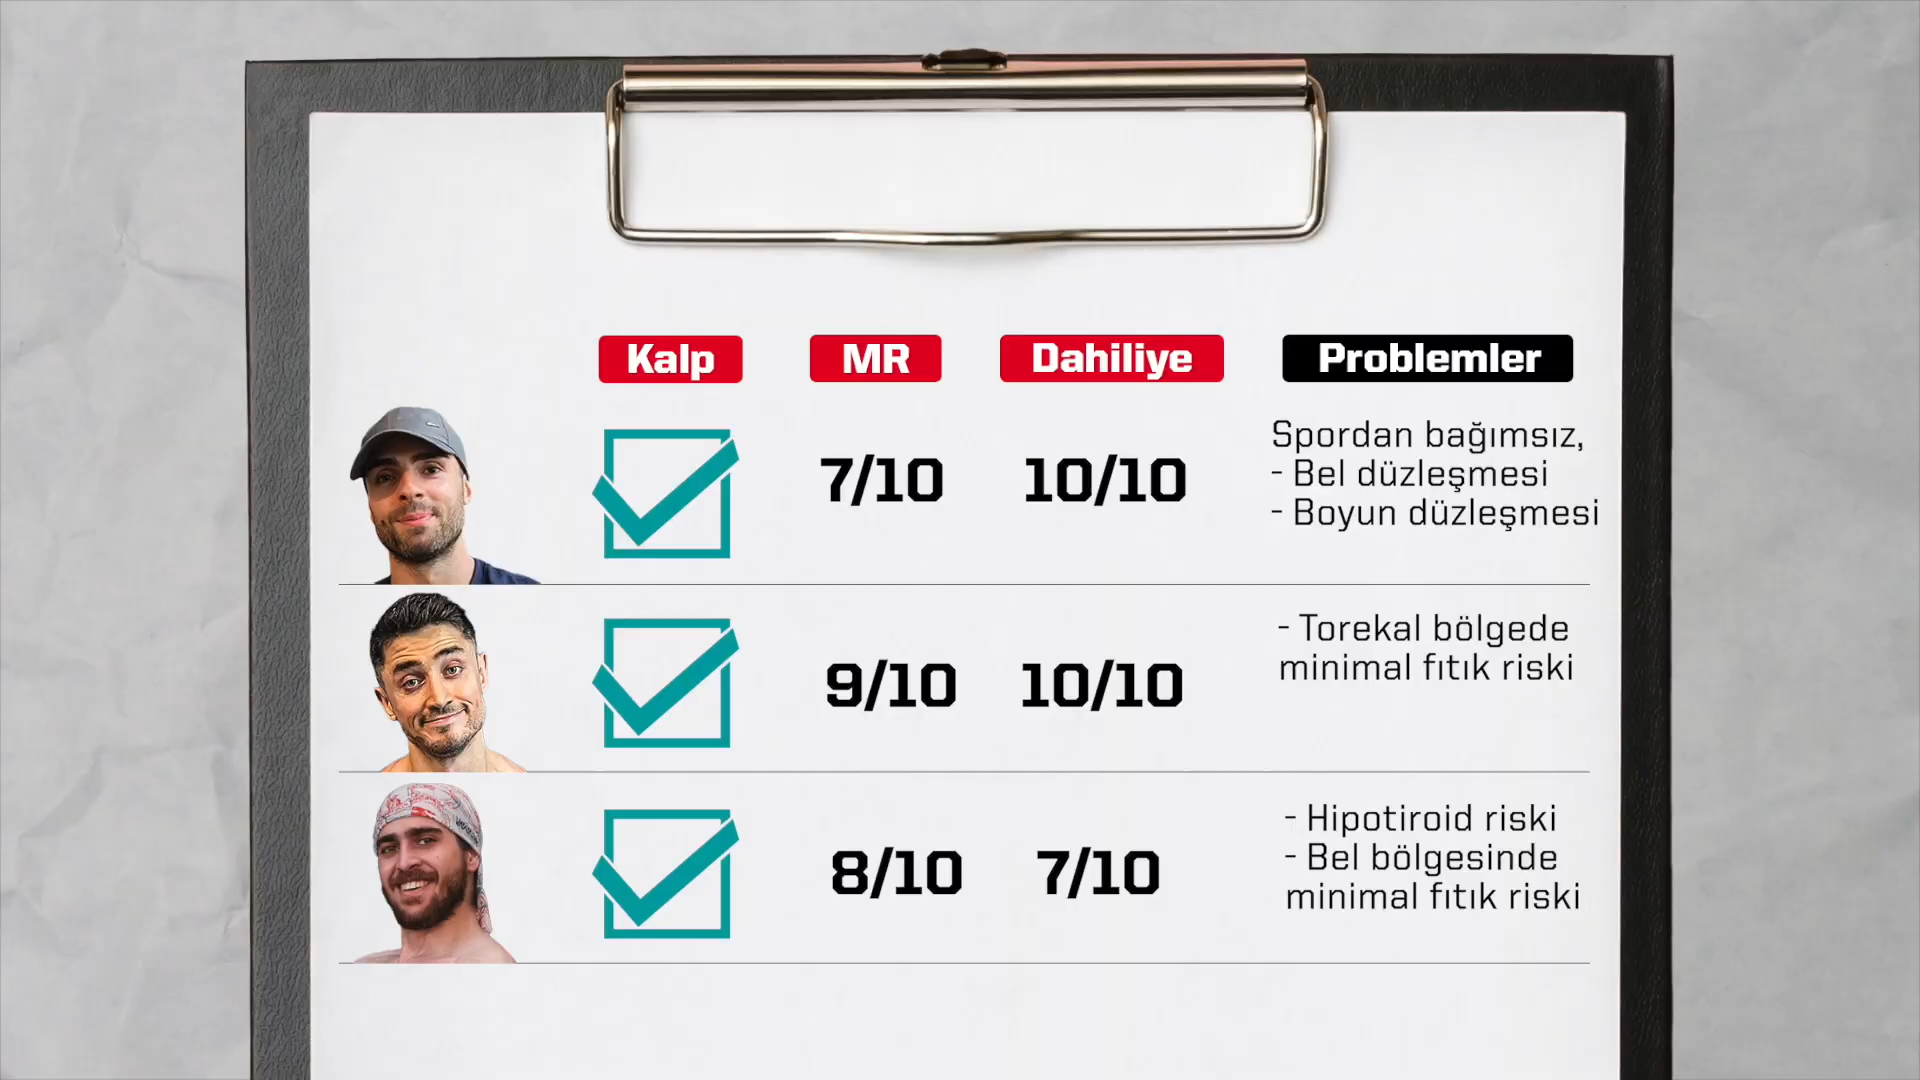 Kalp MR Dahiliye Problemler
7/10 10/10 Spordan bağımsız,
- Bel düzleşmesi
- Boyun düzleşmesi
9/10 10/10 - Torekal bölgede
minimal fıtık riski
8/10 7/10 - Hipotiroid riski
- Bel bölgesinde
minimal fıtık riski